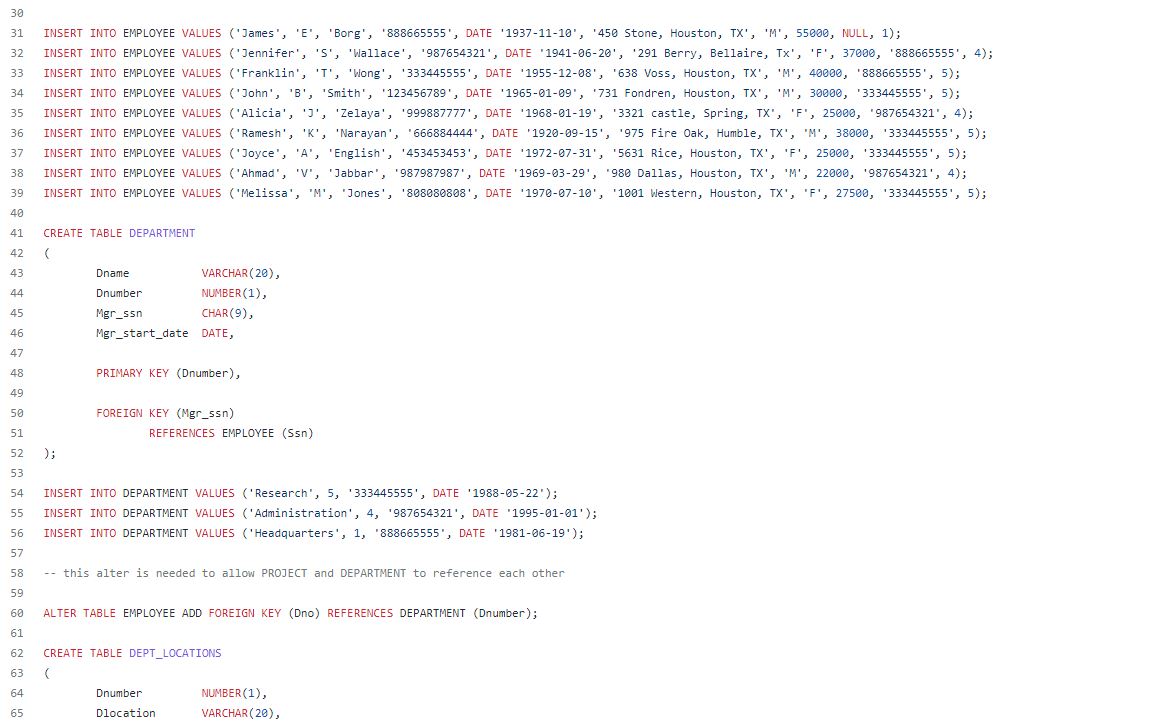 30
31 INSERT INTO EMPLOYEE VALUES ('James', 'E', 'Borg', '888665555', DATE '1937-11-10', '450 Stone, Houston, TX', 'M', 55000, NULL, 1);
32 INSERT INTO EMPLOYEE VALUES ('Jennifer', 'S', 'Wallace', '987654321', DATE '1941-06-20', '291 Berry, Bellaire, Tx', 'F', 37000, '888665555', 4);
33 INSERT INTO EMPLOYEE VALUES ('Franklin', 'T', 'Wong', '333445555', DATE '1955-12-08', '638 Voss, Houston, TX', 'M', 40000, '888665555', 5);
34 INSERT INTO EMPLOYEE VALUES ('John', 'B', 'Smith', '123456789', DATE '1965-01-09', '731 Fondren, Houston, TX', 'M', 30000, '333445555', 5);
35 INSERT INTO EMPLOYEE VALUES ('Alicia', 'J', 'Zelaya', '999887777', DATE '1968-01-19', '3321 castle, Spring, TX', 'F', 25000, '987654321', 4);
36 INSERT INTO EMPLOYEE VALUES ('Ramesh', 'K', 'Narayan', '666884444', DATE '1920-09-15', '975 Fire Oak, Humble, TX', 'M', 38000, '333445555', 5);
37 INSERT INTO EMPLOYEE VALUES ('Joyce', 'A', 'English', '453453453', DATE '1972-07-31', '5631 Rice, Houston, TX', 'F', 25000, '333445555', 5);
38 INSERT INTO EMPLOYEE VALUES ('Ahmad', 'V', 'Jabbar', '987987987', DATE '1969-03-29', '980 Dallas, Houston, TX', 'M', 22000, '987654321', 4);
39 INSERT INTO EMPLOYEE VALUES ('Melissa', 'M', 'Jones', '808080808', DATE '1970-07-10', '1001 Western, Houston, TX', 'F', 27500, '333445555', 5);
40
41 CREATE TABLE DEPARTMENT
42 (
43 Dname VARCHAR(20),
44 Dnumber NUMBER(1),
45 Mgr_ssn CHAR(9),
46 Mgr_start_date DATE,
47
48 PRIMARY KEY (Dnumber),
49
50 FOREIGN KEY (Mgr_ssn)
51 REFERENCES EMPLOYEE (Ssn)
52 );
53
54 INSERT INTO DEPARTMENT VALUES ('Research', 5, '333445555', DATE '1988-05-22');
55 INSERT INTO DEPARTMENT VALUES ('Administration', 4, '987654321', DATE '1995-01-01');
56 INSERT INTO DEPARTMENT VALUES ('Headquarters', 1, '888665555', DATE '1981-06-19');
57
58 -- this alter is needed to allow PROJECT and DEPARTMENT to reference each other
59
60 ALTER TABLE EMPLOYEE ADD FOREIGN KEY (Dno) REFERENCES DEPARTMENT (Dnumber);
61
62 CREATE TABLE DEPT_LOCATIONS
63 (
64 Dnumber NUMBER(1),
65 Dlocation VARCHAR(20),